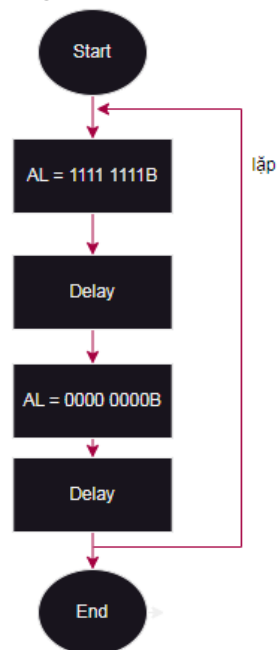 Start
lặp
AL = 1111 1111B
Delay
AL = 0000 0000B
Delay
End